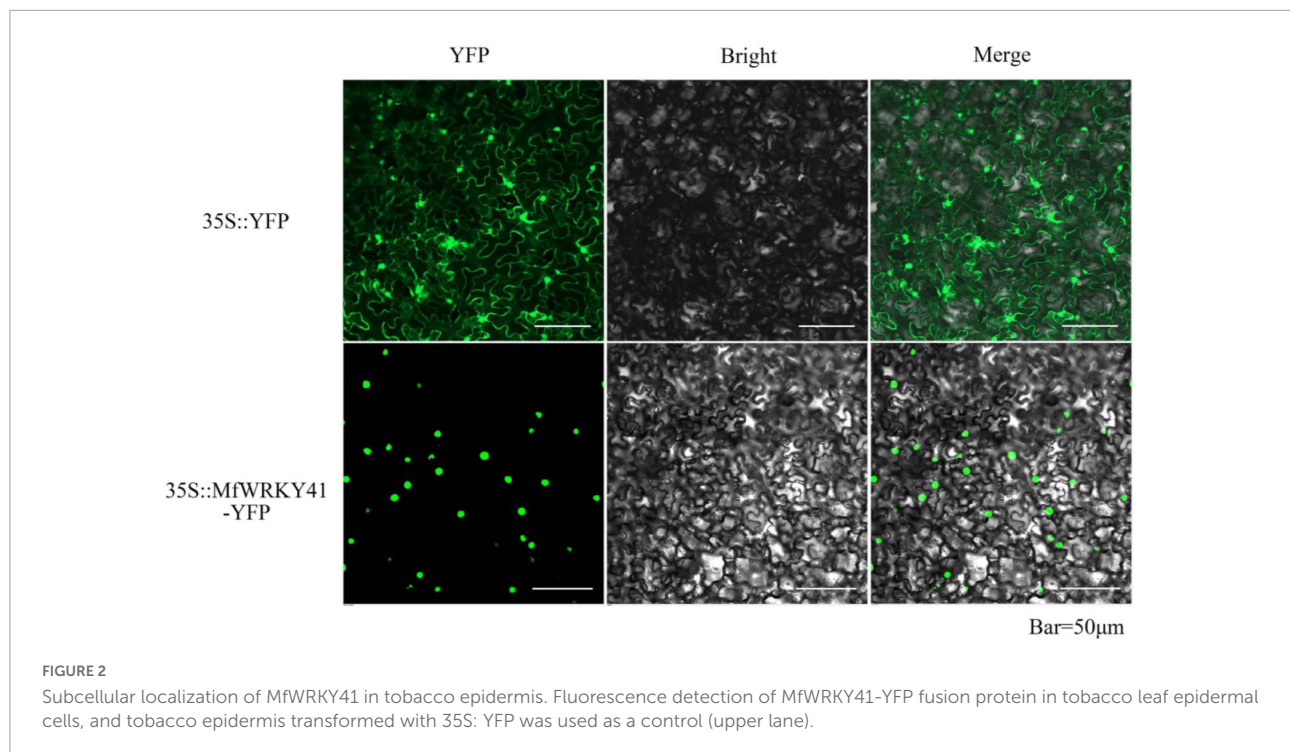 YFP Bright Merge
35S::YFP
35S::MfWRKY41
-YFP
Bar=50μm
FIGURE 2
Subcellular localization of MfWRKY41 in tobacco epidermis. Fluorescence detection of MfWRKY41-YFP fusion protein in tobacco leaf epidermal
cells, and tobacco epidermis transformed with 35S: YFP was used as a control (upper lane).